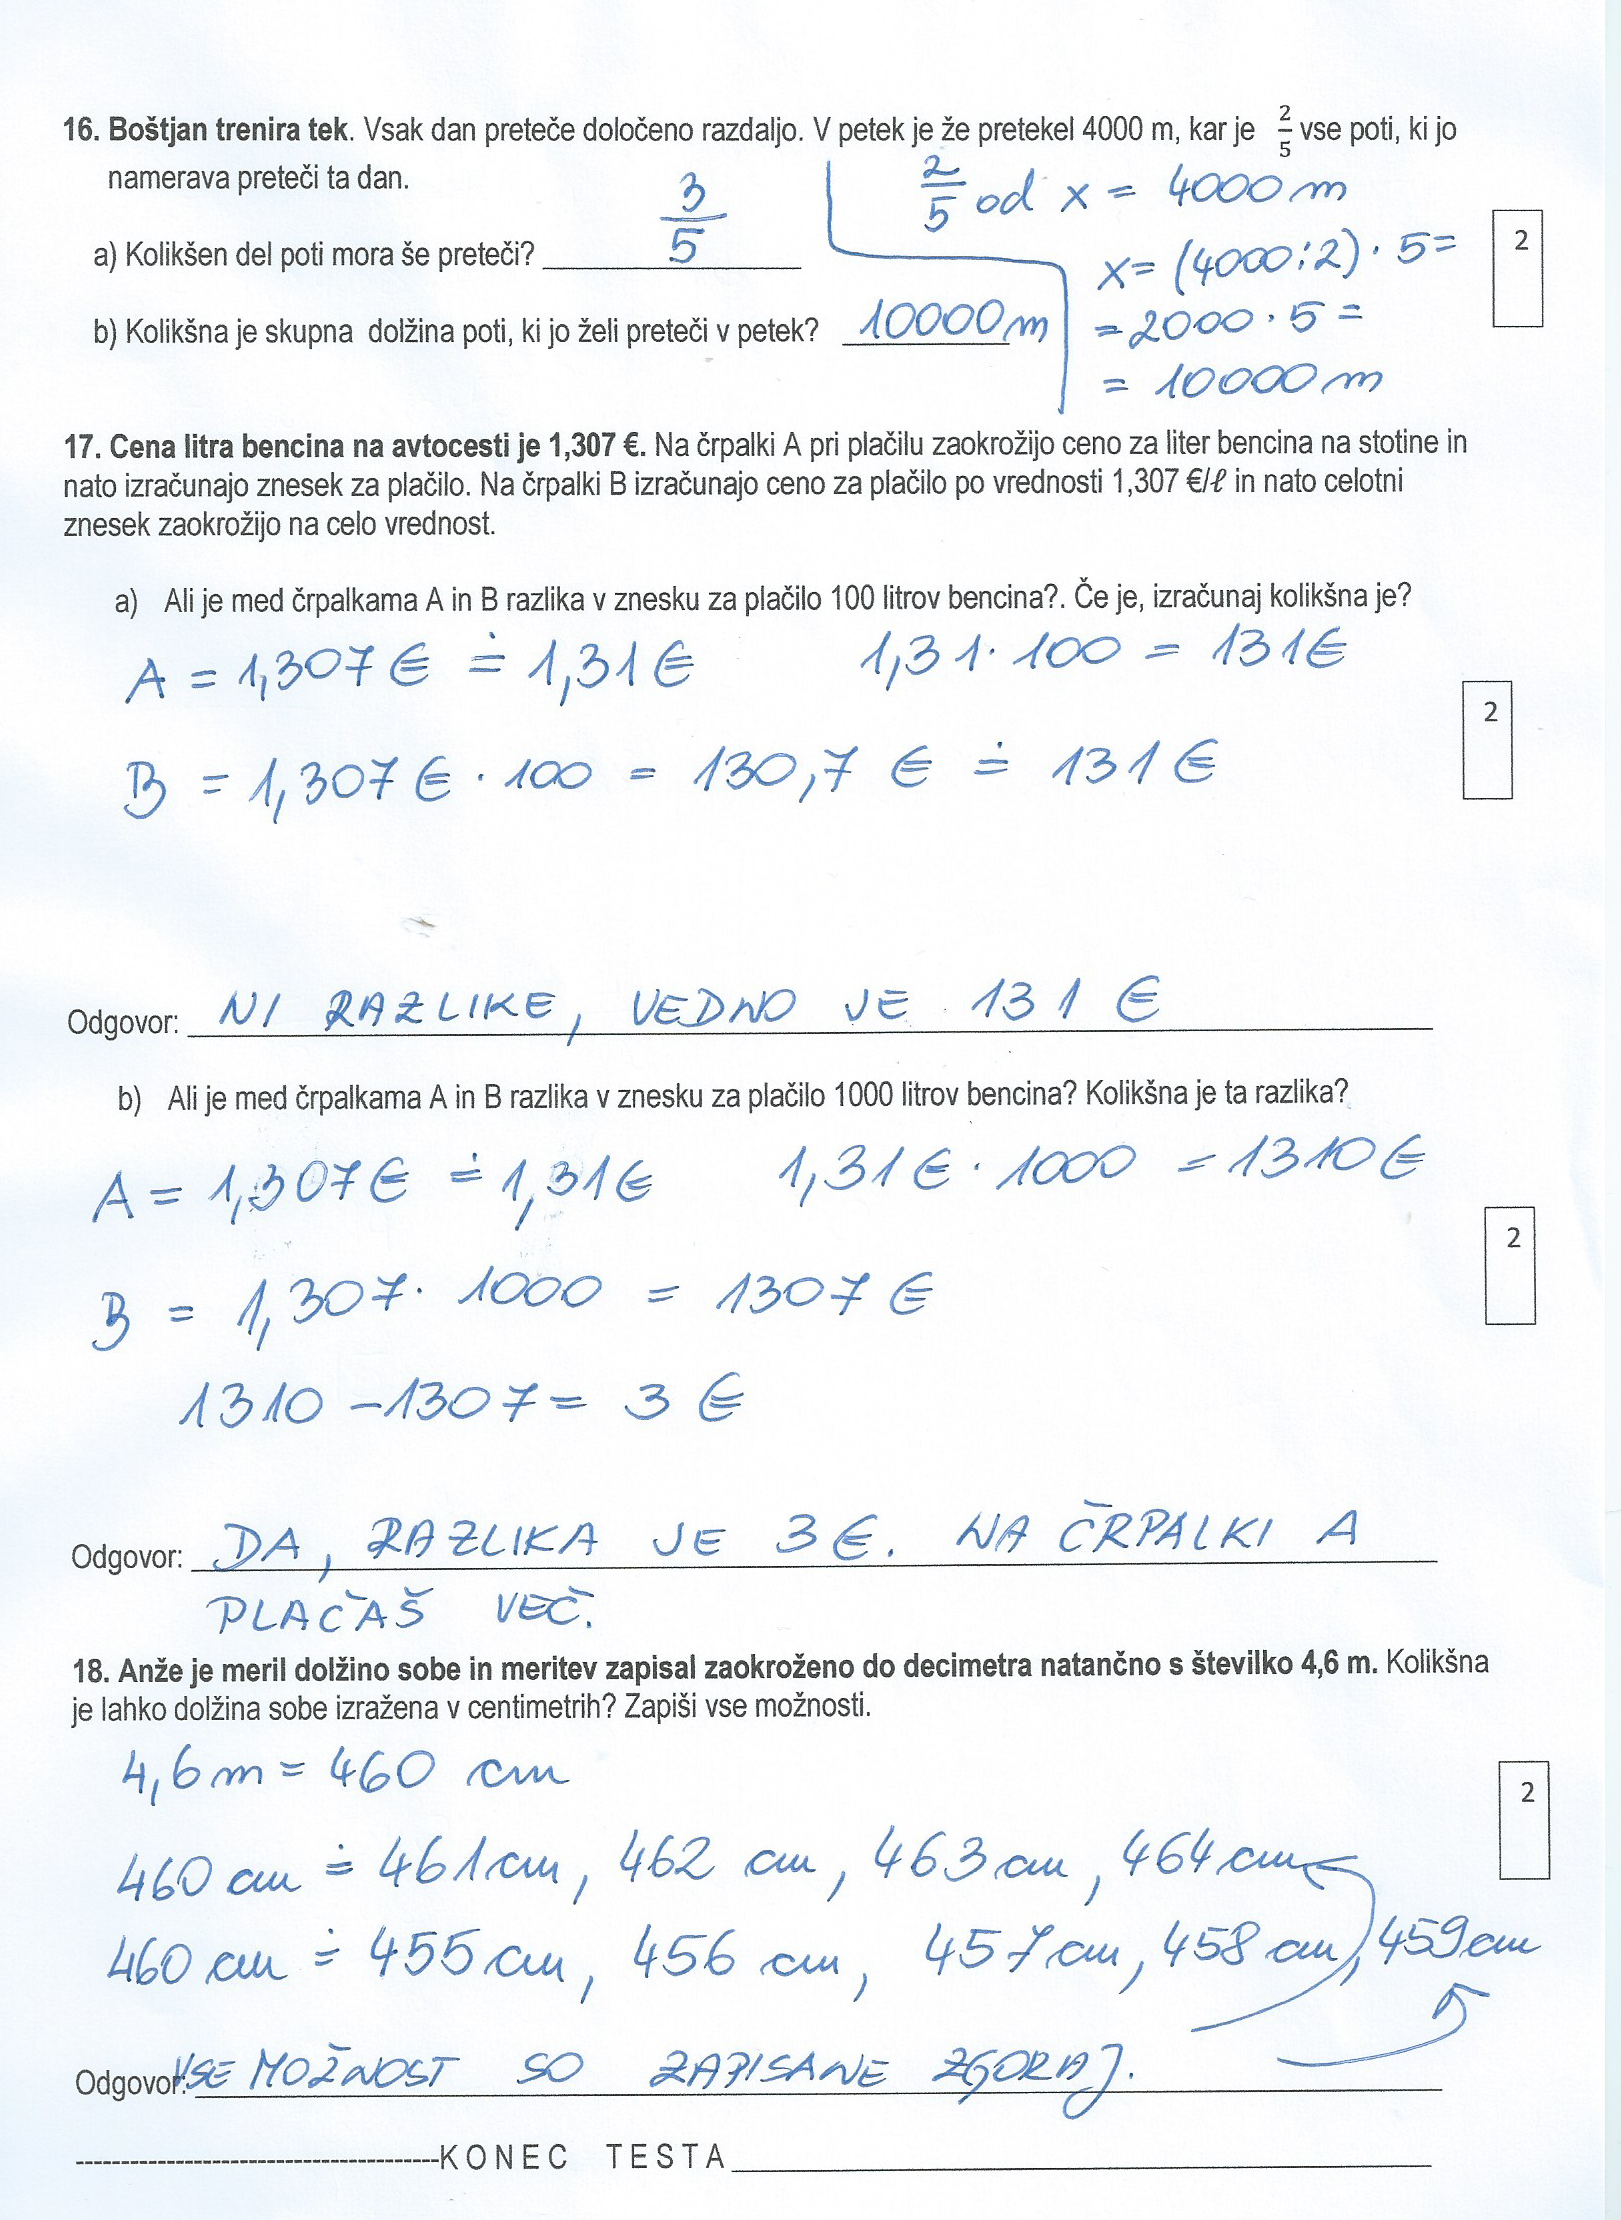 16. Boštjan trenira tek. Vsak dan preteče določeno razdaljo. V petek je že pretekel 4000 m, kar je 2/5 vse poti, ki jo
namerava preteči ta dan.
2/5 od x = 4000 m
a) Kolikšen del poti mora še preteči? 3/5
x = (4000:2) · 5 =
2
b) Kolikšna je skupna dolžina poti, ki jo želi preteči v petek? 10000 m
= 2000 · 5 =
= 10000 m
17. Cena litra bencina na avtocesti je 1,307 €. Na črpalki A pri plačilu zaokrožijo ceno za liter bencina na stotine in
nato izračunajo znesek za plačilo. Na črpalki B izračunajo ceno za plačilo po vrednosti 1,307 €/ℓ in nato celotni
znesek zaokrožijo na celo vrednost.
a) Ali je med črpalkama A in B razlika v znesku za plačilo 100 litrov bencina?. Če je, izračunaj kolikšna je?
A = 1,307 € ≐ 1,31 € 1,31 · 100 = 131 €
2
B = 1,307 € · 100 = 130,7 € ≐ 131 €
Odgovor: NI RAZLIKE, VEDNO JE 131 €
b) Ali je med črpalkama A in B razlika v znesku za plačilo 1000 litrov bencina? Kolikšna je ta razlika?
A = 1,307 € ≐ 1,31 € 1,31 € · 1000 = 1310 €
2
B = 1,307 · 1000 = 1307 €
1310 - 1307 = 3 €
Odgovor: DA, RAZLIKA JE 3 €. NA ČRPALKI A
PLAČAŠ VEČ.
18. Anže je meril dolžino sobe in meritev zapisal zaokroženo do decimetra natančno s številko 4,6 m. Kolikšna
je lahko dolžina sobe izražena v centimetrih? Zapiši vse možnosti.
4,6 m = 460 cm
2
460 cm ≐ 461 cm, 462 cm, 463 cm, 464 cm
460 cm ≐ 455 cm, 456 cm, 457 cm, 458 cm, 459 cm
Odgovor: VSE MOŽNOST SO ZAPISANE ZGORAJ.
----------------------------------------KONEC TESTA